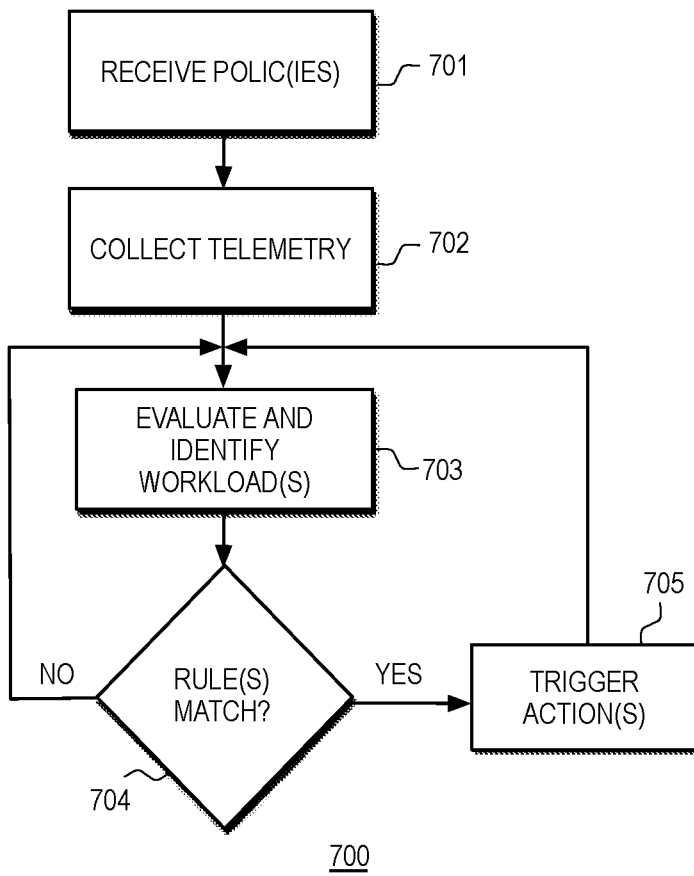 RECEIVE POLIC(IES)
701
COLLECT TELEMETRY
702
EVALUATE AND
IDENTIFY
WORKLOAD(S)
703
705
NO
RULE(S)
MATCH?
YES
TRIGGER
ACTION(S)
704
700